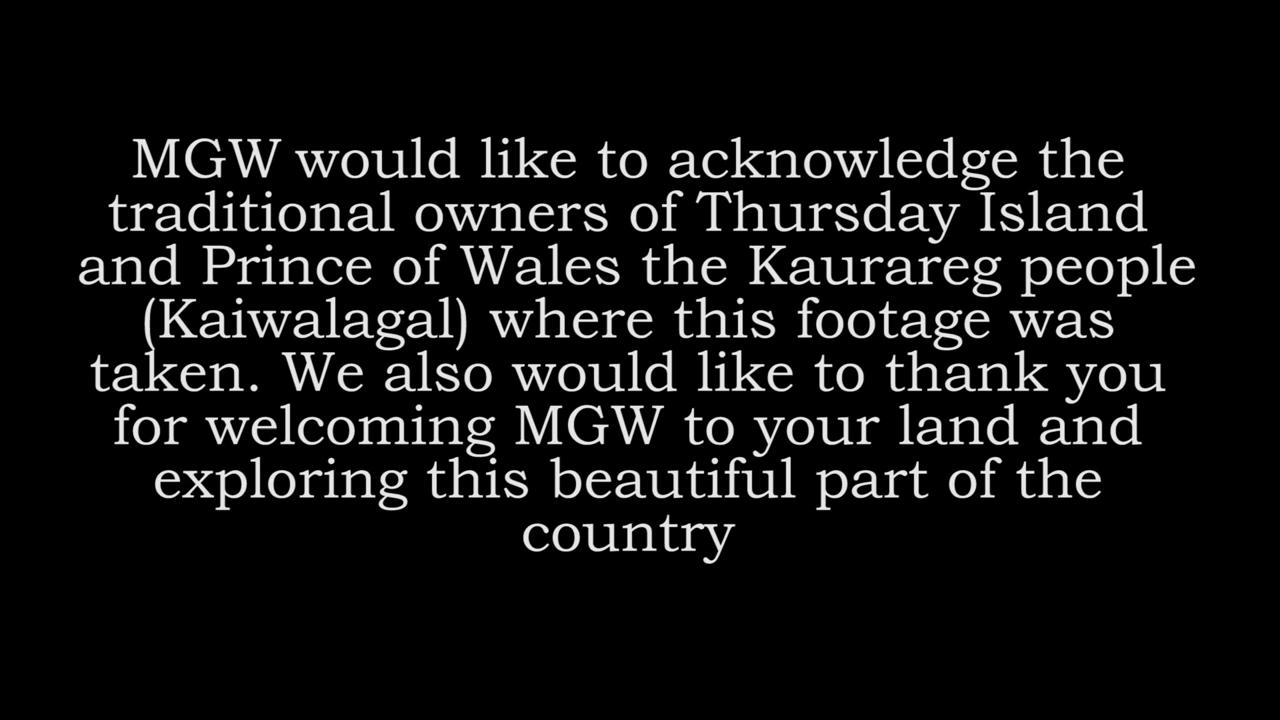 MGW would like to acknowledge the
traditional owners of Thursday Island
and Prince of Wales the Kaurareg people
(Kaiwalagal) where this footage was
taken. We also would like to thank you
for welcoming MGW to your land and
exploring this beautiful part of the
country